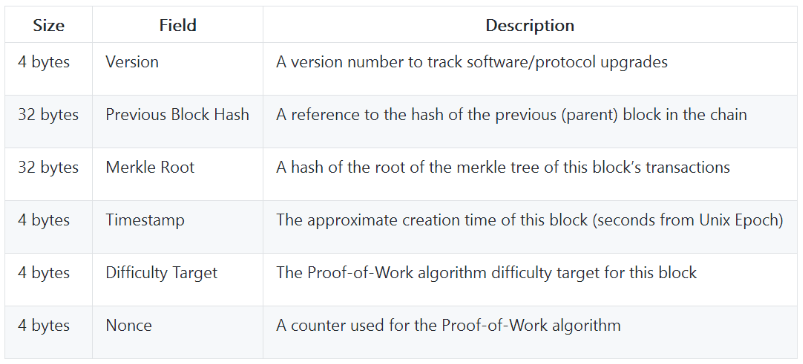 Size Field Description
4 bytes Version A version number to track software/protocol upgrades
32 bytes Previous Block Hash A reference to the hash of the previous (parent) block in the chain
32 bytes Merkle Root A hash of the root of the merkle tree of this block’s transactions
4 bytes Timestamp The approximate creation time of this block (seconds from Unix Epoch)
4 bytes Difficulty Target The Proof-of-Work algorithm difficulty target for this block
4 bytes Nonce A counter used for the Proof-of-Work algorithm